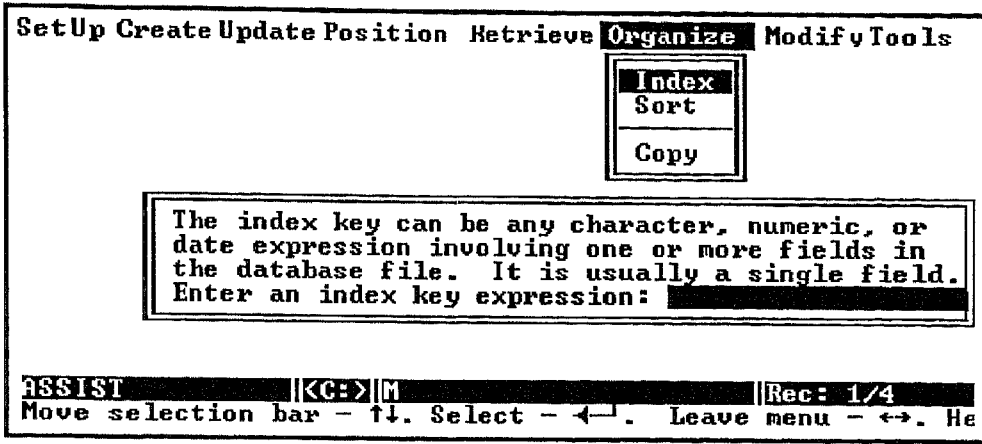 SetUp Create Update Position Retrieve Organize Modify Tools
Index
Sort
Copy
The index key can be any character, numeric, or
date expression involving one or more fields in
the database file. It is usually a single field.
Enter an index key expression:
ASSIST ||<C:>||M ||Rec: 1/4
Move selection bar - ↑↓. Select - ◄┘. Leave menu - ↔. He